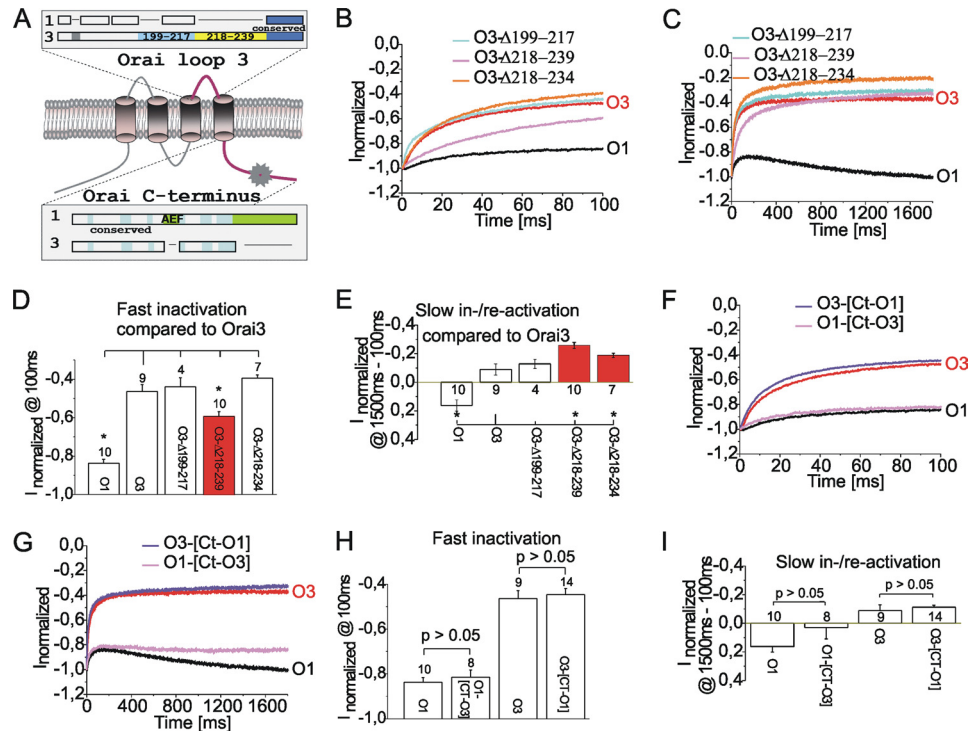 A
1
conserved
3
199–217
218–239
Orai loop 3
Orai C-terminus
1
AEF
conserved
3
B
O3-Δ199–217
O3-Δ218–239
O3-Δ218–234
O3
O1
Inormalized
-0.2
-0.4
-0.6
-0.8
-1.0
-1.2
0 20 40 60 80 100
Time [ms]
C
O3-Δ199–217
O3-Δ218–239
O3-Δ218–234
O3
O1
Inormalized
0.0
-0.2
-0.4
-0.6
-0.8
-1.0
-1.2
0 400 800 1200 1600
Time [ms]
D
Fast inactivation
compared to Orai3
I normalized @ 100ms
-0,4
-0,6
-0,8
-1,0
*
10
9
4
*
10
7
O1
O3
O3-Δ199-217
O3-Δ218-239
O3-Δ218-234
E
Slow in-/re-activation
compared to Orai3
I normalized
@ 1500ms - 100ms
-0,4
-0,2
0.0
0,2
0,4
10
9
4
10
7
*
*
*
O1
O3
O3-Δ199-217
O3-Δ218-239
O3-Δ218-234
F
O3-[Ct-O1]
O1-[Ct-O3]
O3
O1
Inormalized
0,0
-0,2
-0,4
-0,6
-0,8
-1,0
-1,2
0 20 40 60 80 100
Time [ms]
G
O3-[Ct-O1]
O1-[Ct-O3]
O3
O1
Inormalized
0,0
-0,2
-0,4
-0,6
-0,8
-1,0
-1,2
0 400 800 1200 1600
Time [ms]
H
Fast inactivation
I normalized @ 100ms
-0,4
-0,6
-0,8
-1,0
p > 0.05
9
14
p > 0.05
10
8
O1
O1-
[CT-O3]
O3
O3-[CT-O1]
I
Slow in-/re-activation
I normalized
@ 1500ms - 100ms
-0,4
-0,2
0,0
0,2
0,4
p > 0.05
p > 0.05
10
8
9
14
O1
O1-[CT-O3]
O3
O3-[CT-O1]